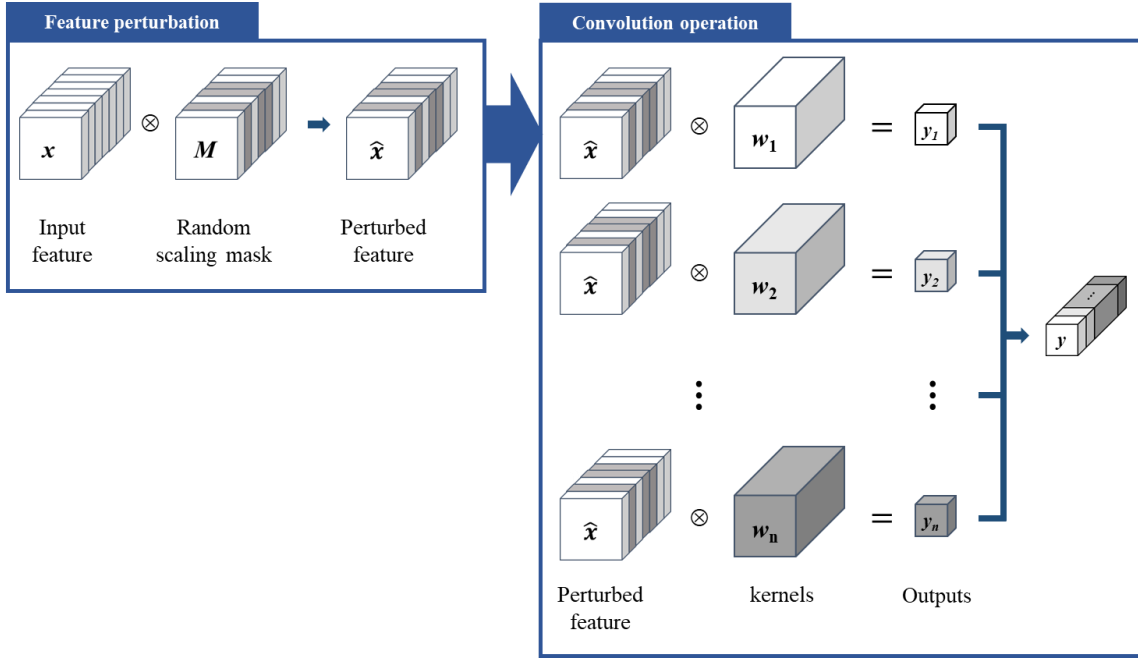 Feature perturbation
x
⊗
M
x̂
Input
feature
Random
scaling mask
Perturbed
feature
Convolution operation
x̂ ⊗ w₁ = y₁
x̂ ⊗ w₂ = y₂
⋮ ⋮
x̂ ⊗ wₙ = yₙ
Perturbed
feature
kernels
Outputs
...
y